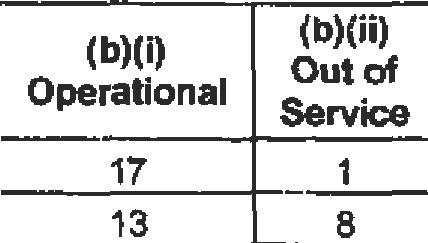 (b)(i)
Operational
(b)(ii)
Out of
Service
17 1
13 8